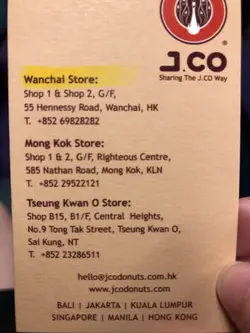 J.CO
Sharing The J.CO Way
Wanchai Store:
Shop 1 & Shop 2, G/F,
55 Hennessy Road, Wanchai, HK
T. +852 69828282
Mong Kok Store:
Shop 1 & 2, G/F, Righteous Centre,
585 Nathan Road, Mong Kok, KLN
T. +852 29522121
Tseung Kwan O Store:
Shop B15, B1/F, Central Heights,
No.9 Tong Tak Street, Tseung Kwan O,
Sai Kung, NT
T. +852 23286511
hello@jcodonuts.com.hk
www.jcodonuts.com
BALI | JAKARTA | KUALA LUMPUR
SINGAPORE | MANILA | HONG KONG